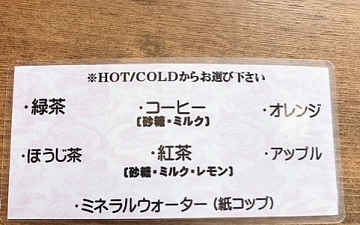 ※HOT/COLDからお選び下さい
・緑茶 ・コーヒー ・オレンジ
【砂糖・ミルク】
・ほうじ茶 ・紅茶 ・アップル
【砂糖・ミルク・レモン】
・ミネラルウォーター（紙コップ）